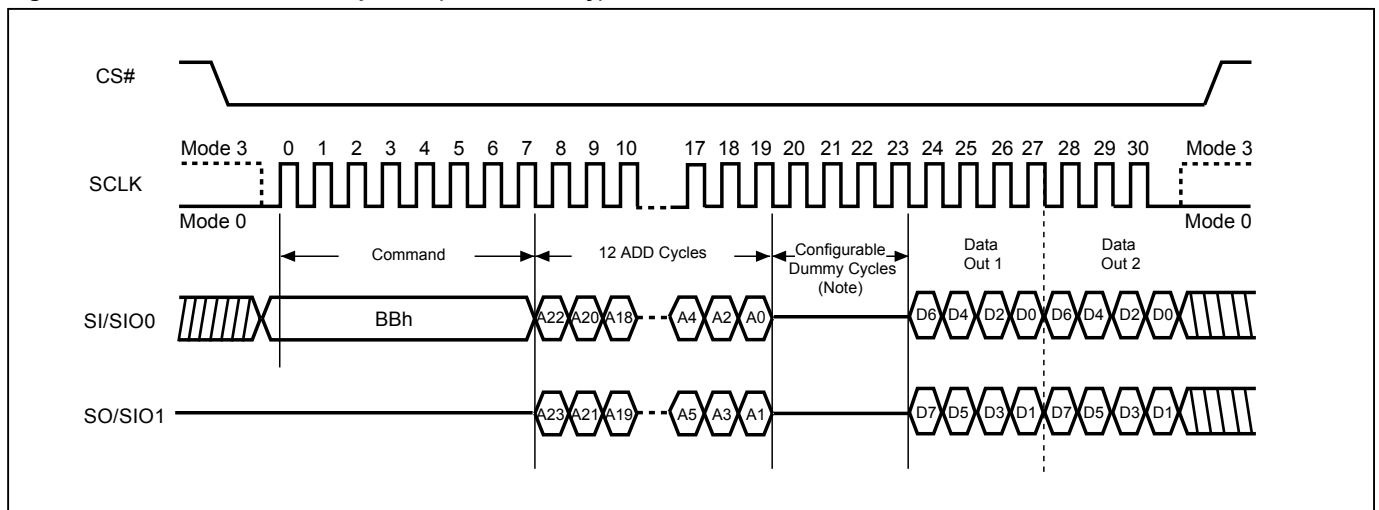 CS#
Mode 3 0 1 2 3 4 5 6 7 8 9 10 17 18 19 20 21 22 23 24 25 26 27 28 29 30 Mode 3
SCLK
Mode 0 Mode 0
Command
12 ADD Cycles
Configurable
Dummy Cycles
(Note)
Data
Out 1
Data
Out 2
SI/SIO0 BBh A22 A20 A18 A4 A2 A0 D6 D4 D2 D0 D6 D4 D2 D0
SO/SIO1 A23 A21 A19 A5 A3 A1 D7 D5 D3 D1 D7 D5 D3 D1